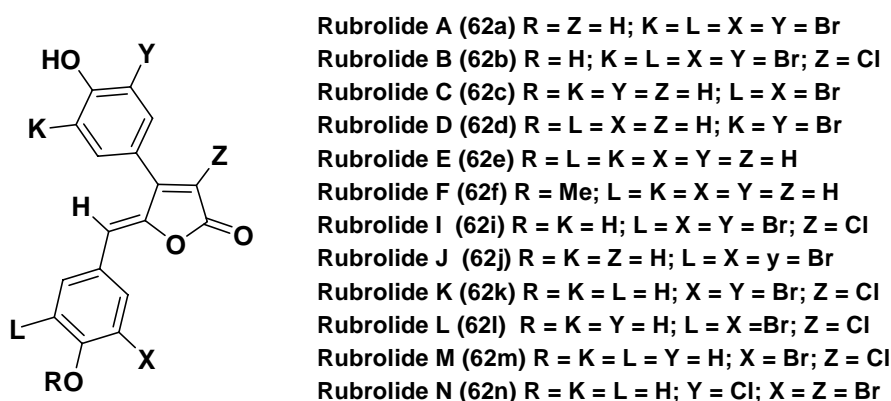 Rubrolide A (62a) R = Z = H; K = L = X = Y = Br
Rubrolide B (62b) R = H; K = L = X = Y = Br; Z = Cl
Rubrolide C (62c) R = K = Y = Z = H; L = X = Br
Rubrolide D (62d) R = L = X = Z = H; K = Y = Br
Rubrolide E (62e) R = L = K = X = Y = Z = H
Rubrolide F (62f) R = Me; L = K = X = Y = Z = H
Rubrolide I (62i) R = K = H; L = X = Y = Br; Z = Cl
Rubrolide J (62j) R = K = Z = H; L = X = y = Br
Rubrolide K (62k) R = K = L = H; X = Y = Br; Z = Cl
Rubrolide L (62l) R = K = Y = H; L = X =Br; Z = Cl
Rubrolide M (62m) R = K = L = Y = H; X = Br; Z = Cl
Rubrolide N (62n) R = K = L = H; Y = Cl; X = Z = Br
HO Y
K
Z
H
O O
L
X
RO